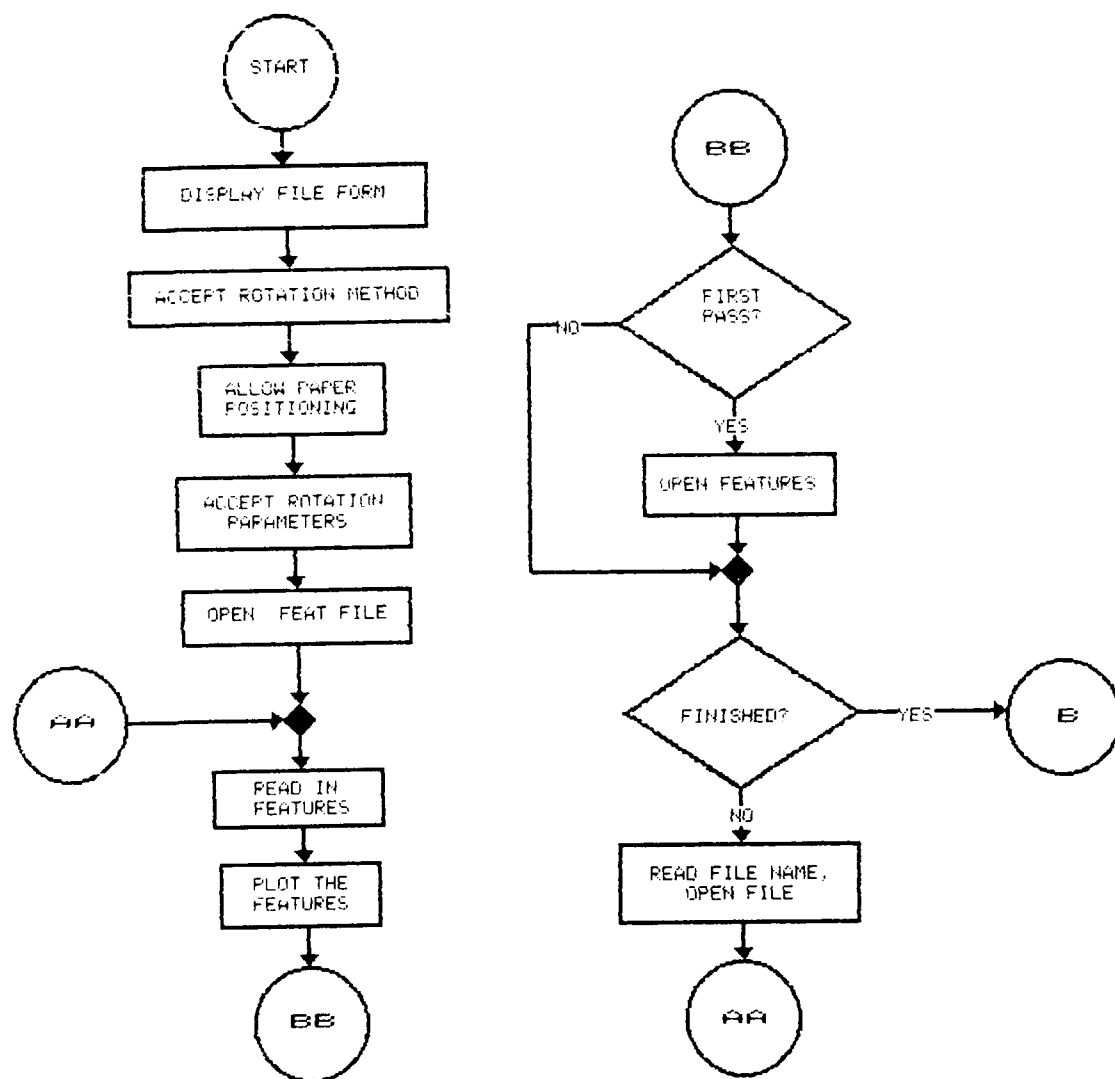 START
DISPLAY FILE FORM
ACCEPT ROTATION METHOD
ALLOW PAPER
POSITIONING
ACCEPT ROTATION
PARAMETERS
OPEN FEAT FILE
AA
READ IN
FEATURES
PLOT THE
FEATURES
BB
BB
FIRST
PASS?
NO
YES
OPEN FEATURES
FINISHED?
YES
B
NO
READ FILE NAME,
OPEN FILE
AA